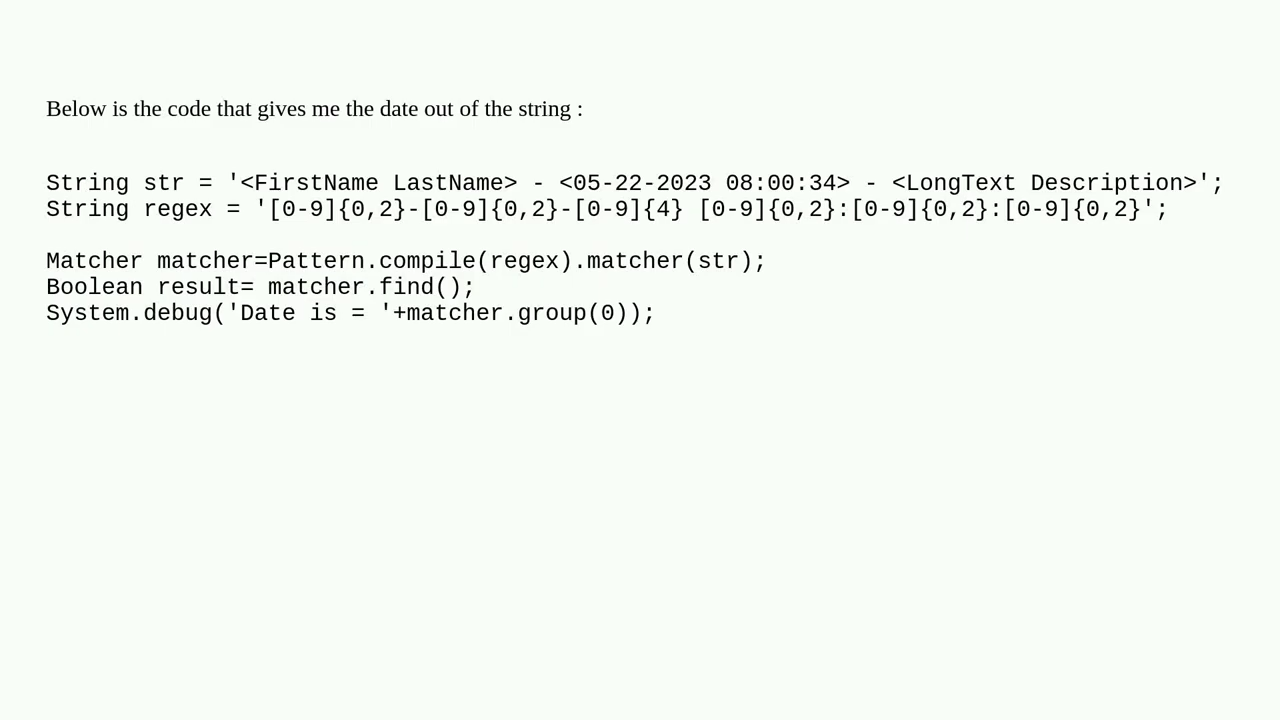 Below is the code that gives me the date out of the string :
String str = '<FirstName LastName> - <05-22-2023 08:00:34> - <LongText Description>';
String regex = '[0-9]{0,2}-[0-9]{0,2}-[0-9]{4} [0-9]{0,2}:[0-9]{0,2}:[0-9]{0,2}';
Matcher matcher=Pattern.compile(regex).matcher(str);
Boolean result= matcher.find();
System.debug('Date is = '+matcher.group(0));